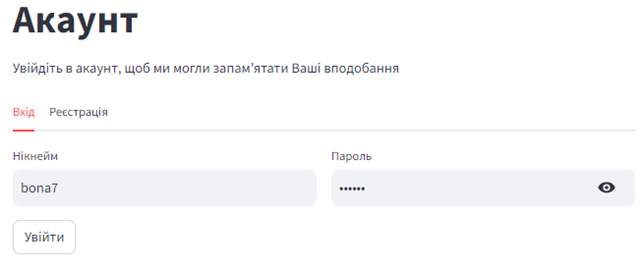 Акаунт
Увійдіть в акаунт, щоб ми могли запам'ятати Ваші вподобання
Вхід Реєстрація
Нікнейм Пароль
bona7 ••••••
Увійти